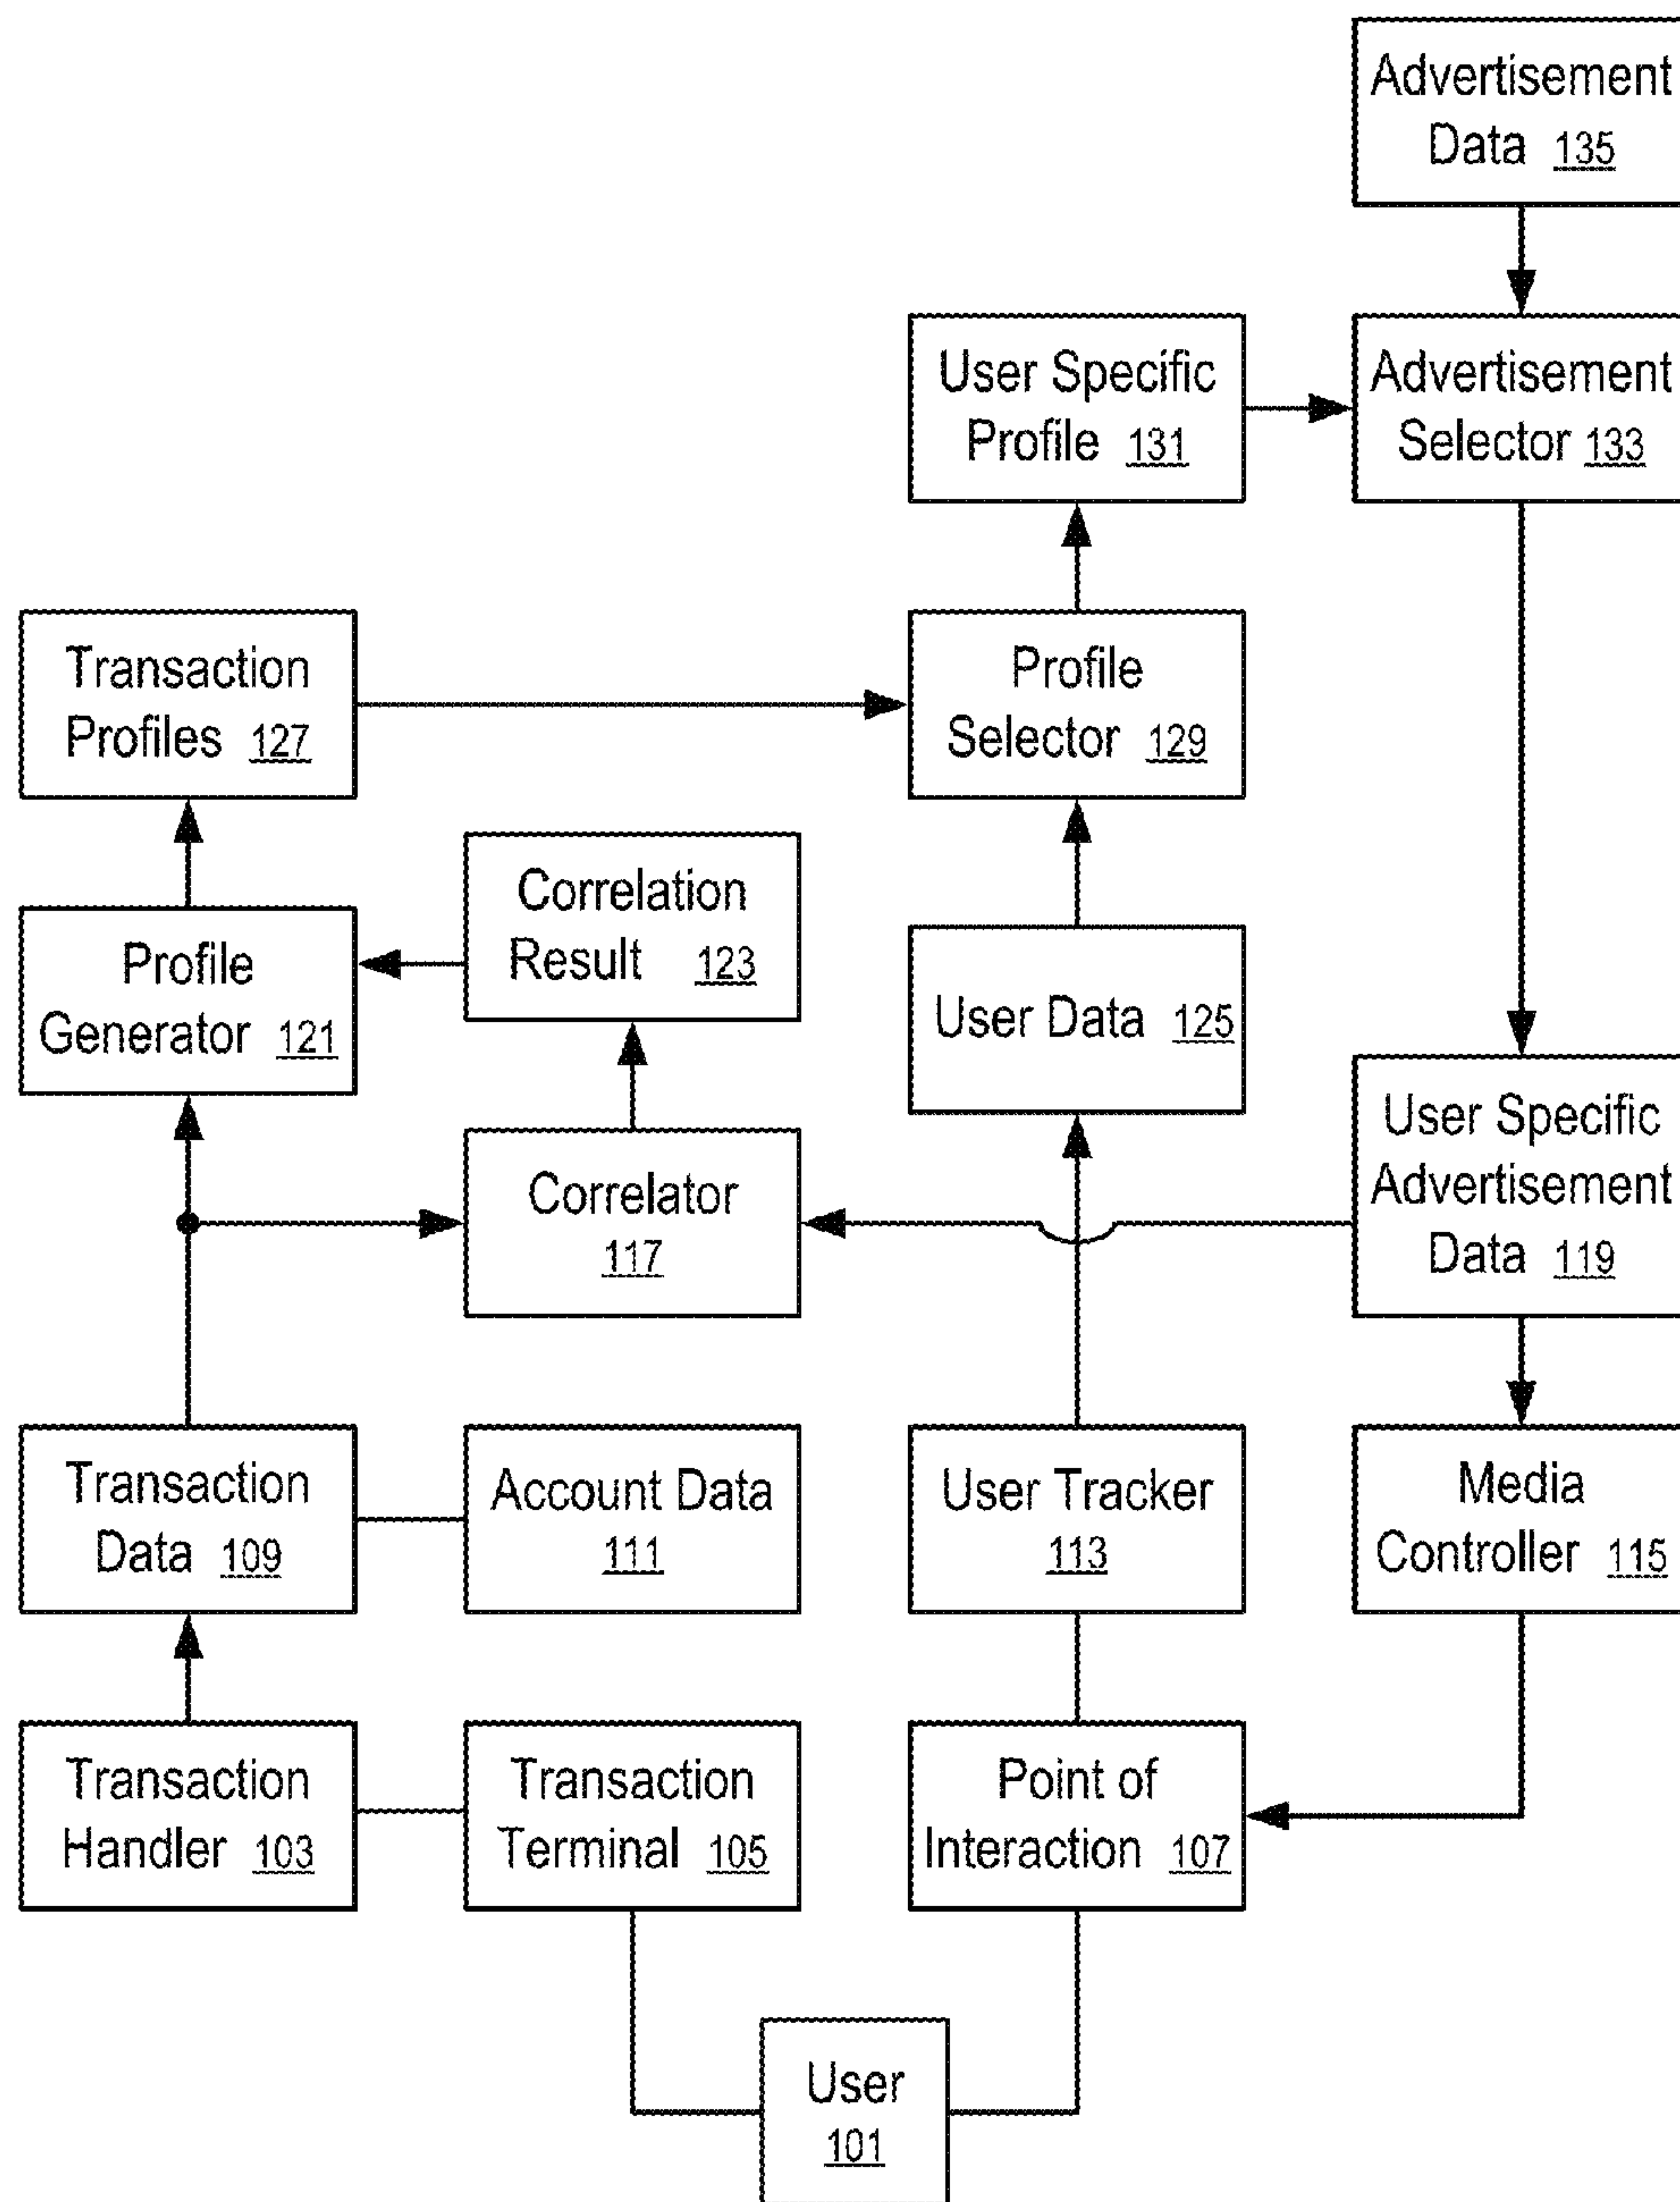 Advertisement
Data 135
User Specific
Profile 131
Advertisement
Selector 133
Transaction
Profiles 127
Profile
Selector 129
Correlation
Result 123
Profile
Generator 121
User Data 125
User Specific
Advertisement
Data 119
Correlator
117
Transaction
Data 109
Account Data
111
User Tracker
113
Media
Controller 115
Transaction
Handler 103
Transaction
Terminal 105
Point of
Interaction 107
User
101